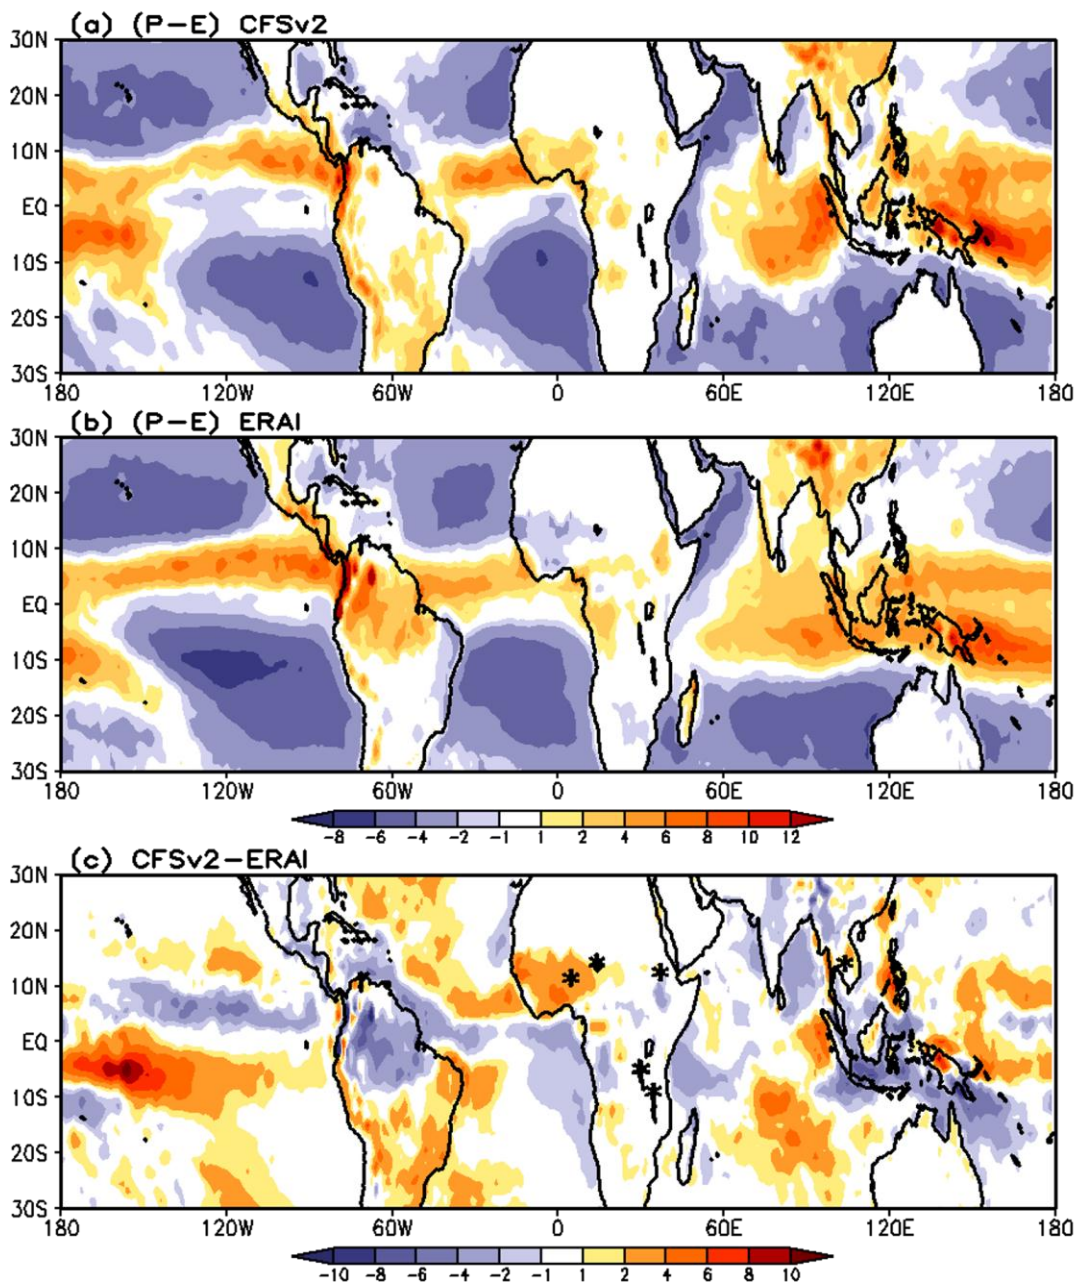 (a) (P-E) CFSv2
30N
20N
10N
EQ
10S
20S
30S
180 120W 60W 0 60E 120E 180
(b) (P-E) ERAI
30N
20N
10N
EQ
10S
20S
30S
180 120W 60W 0 60E 120E 180
-8 -6 -4 -2 -1 1 2 4 6 8 10 12
(c) CFSv2-ERAI
30N
20N
10N
EQ
10S
20S
30S
180 120W 60W 0 60E 120E 180
-10 -8 -6 -2 -1 1 2 4 6 8 10